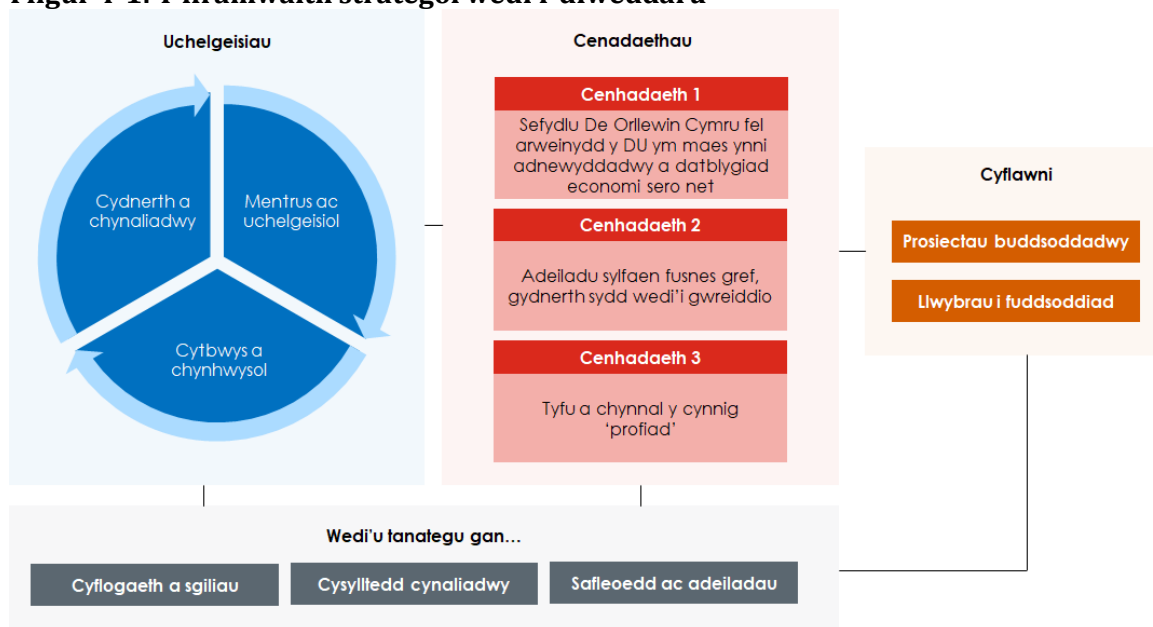 Uchelgeisiau
Cydnerth a
chynaliadwy
Mentrus ac
uchelgeisiol
Cytbwys a
chynhwysol
Cenadaethau
Cenhadaeth 1
Sefydlu De Orllewin Cymru fel
arweinydd y DU ym maes ynni
adnewyddadwy a datblygiad
economi sero net
Cenhadaeth 2
Adeiladu sylfaen fusnes gref,
gydnerth sydd wedi’i gwreiddio
Cenhadaeth 3
Tyfu a chynnal y cynnig
‘profiad’
Cyflawni
Prosiectau buddsoddadwy
Llwybrau i fuddsoddiad
Wedi’u tanategu gan…
Cyflogaeth a sgiliau
Cysylltedd cynaliadwy
Safleoedd ac adeiladau